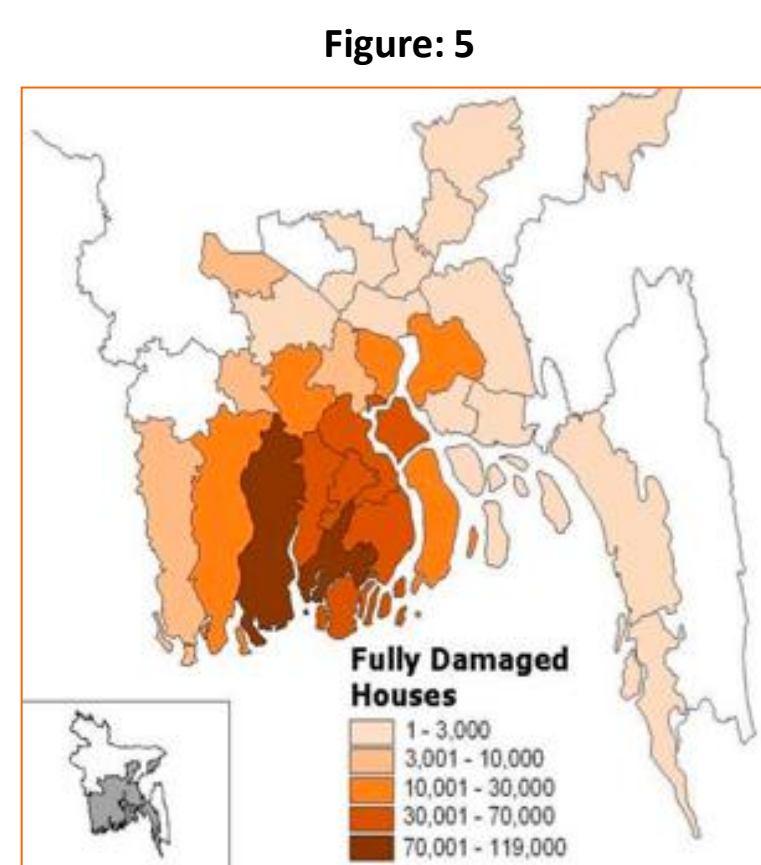 Figure: 5
Fully Damaged
Houses
1 - 3,000
3,001 - 10,000
10,001 - 30,000
30,001 - 70,000
70,001 - 119,000